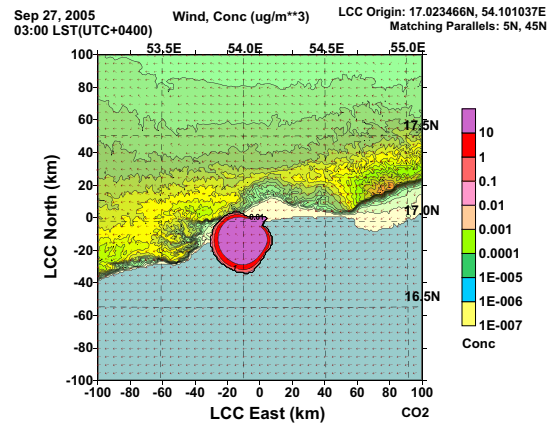 Sep 27, 2005
03:00 LST(UTC+0400)
Wind, Conc (ug/m**3)
LCC Origin: 17.023466N, 54.101037E
Matching Parallels: 5N, 45N
53.5E 54.0E 54.5E 55.0E
100
80
60
40
20
0
-20
-40
-60
-80
-100
LCC North (km)
17.5N
17.0N
16.5N
0.01
-100 -80 -60 -40 -20 0 20 40 60 80 100
LCC East (km)
CO2
10
1
0.1
0.01
0.001
0.0001
1E-005
1E-006
1E-007
Conc